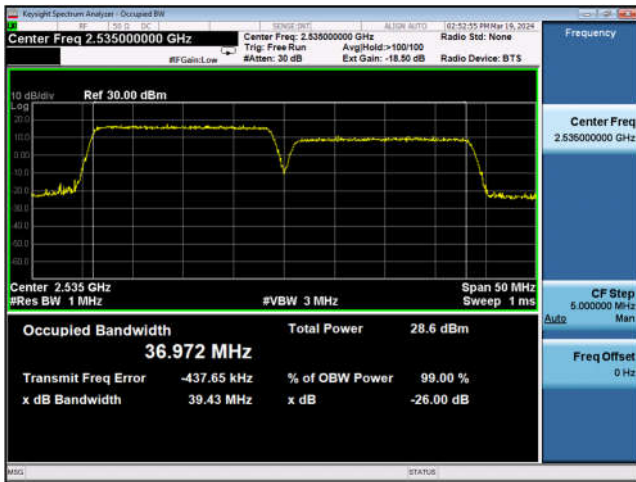 Keysight Spectrum Analyzer - Occupied BW
RF 50 Ω DC SENSE:INT ALIGN AUTO 02:52:55 PM Mar 19, 2024
Center Freq 2.535000000 GHz
Center Freq: 2.535000000 GHz
Radio Std: None
Trig: Free Run Avg|Hold:>100/100
#IFGain:Low #Atten: 30 dB Ext Gain: -18.50 dB Radio Device: BTS
10 dB/div Ref 30.00 dBm
Log
20.0
10.0
0.00
10.0
20.0
30.0
40.0
50.0
60.0
Center 2.535 GHz Span 50 MHz
#Res BW 1 MHz #VBW 3 MHz Sweep 1 ms
Occupied Bandwidth Total Power 28.6 dBm
36.972 MHz
Transmit Freq Error -437.65 kHz % of OBW Power 99.00 %
x dB Bandwidth 39.43 MHz x dB -26.00 dB
MSG STATUS
Frequency
Center Freq
2.535000000 GHz
CF Step
5.000000 MHz
Auto Man
Freq Offset
0 Hz